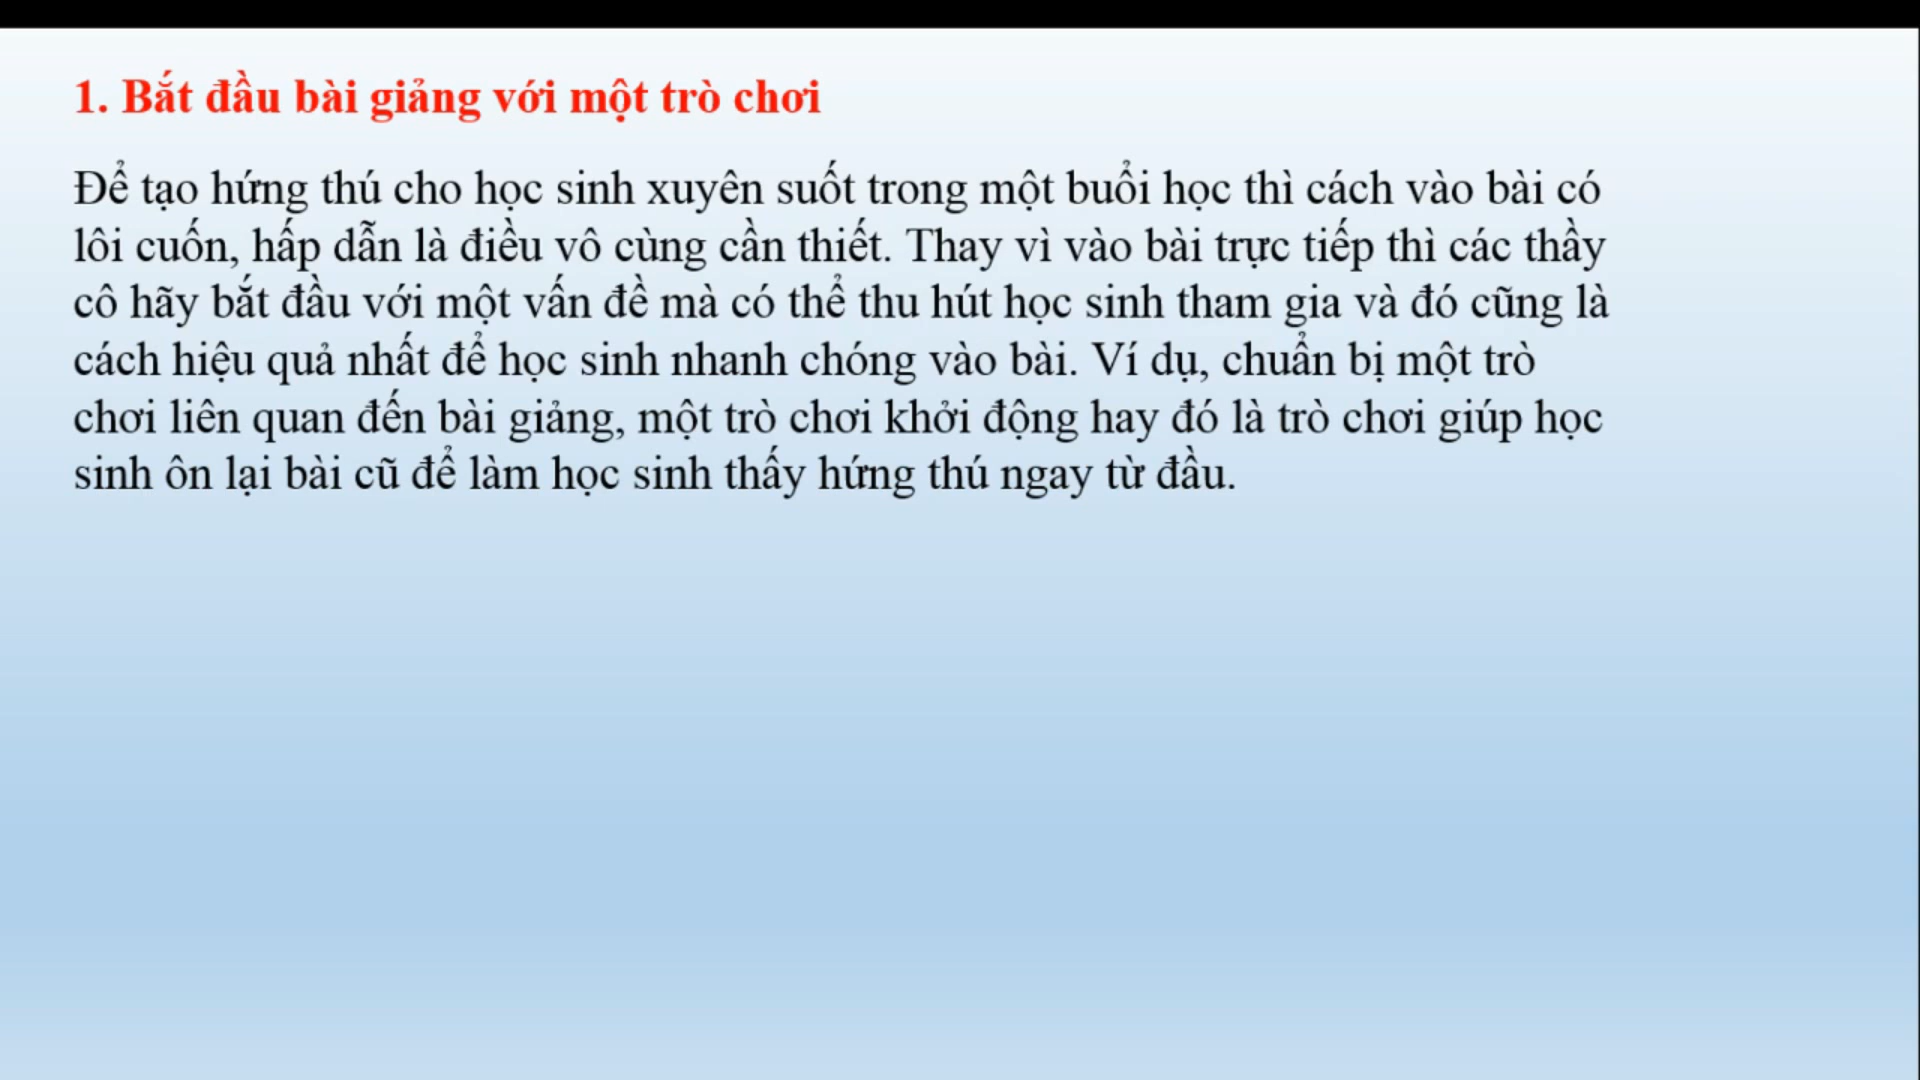 1. Bắt đầu bài giảng với một trò chơi
Để tạo hứng thú cho học sinh xuyên suốt trong một buổi học thì cách vào bài có
lôi cuốn, hấp dẫn là điều vô cùng cần thiết. Thay vì vào bài trực tiếp thì các thầy
cô hãy bắt đầu với một vấn đề mà có thể thu hút học sinh tham gia và đó cũng là
cách hiệu quả nhất để học sinh nhanh chóng vào bài. Ví dụ, chuẩn bị một trò
chơi liên quan đến bài giảng, một trò chơi khởi động hay đó là trò chơi giúp học
sinh ôn lại bài cũ để làm học sinh thấy hứng thú ngay từ đầu.